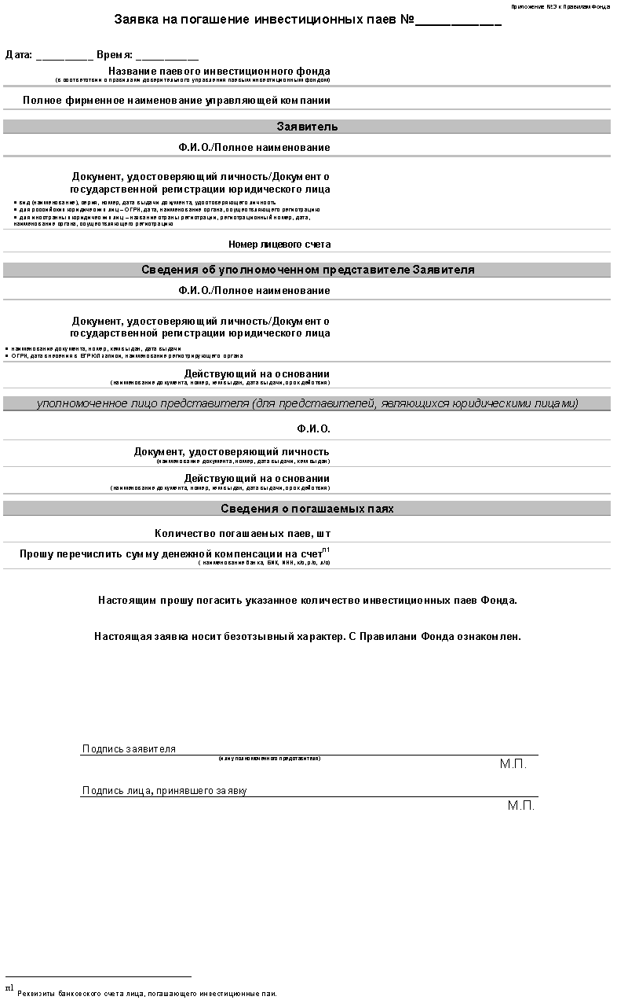 Приложение №3 к Правилам Фонда
Заявка на погашение инвестиционных паев №____________
Дата: _________ Время: __________
Название паевого инвестиционного фонда
(в соответствии с правилами доверительного управления паевым инвестиционным фондом)
Полное фирменное наименование управляющей компании
Заявитель
Ф.И.О./Полное наименование
Документ, удостоверяющий личность/Документ о
государственной регистрации юридического лица
• вид (наименование), серия, номер, дата выдачи документа, удостоверяющего личность
• для российских юридических лиц – ОГРН, дата, наименование органа, осуществляющего регистрацию
• для иностранных юридических лиц – название страны регистрации, регистрационный номер, дата,
наименование органа, осуществляющего регистрацию
Номер лицевого счета
Сведения об уполномоченном представителе Заявителя
Ф.И.О./Полное наименование
Документ, удостоверяющий личность/Документ о
государственной регистрации юридического лица
• наименование документа, номер, кем выдан, дата выдачи
• ОГРН, дата внесения в ЕГРЮЛ записи, наименование регистрирующего органа
Действующий на основании
(наименование документа, номер, кем выдан, дата выдачи, срок действия)
уполномоченное лицо представителя (для представителей, являющихся юридическими лицами)
Ф.И.О.
Документ, удостоверяющий личность
(наименование документа, номер, дата выдачи, кем выдан)
Действующий на основании
(наименование документа, номер, кем выдан, дата выдачи, срок действия)
Сведения о погашаемых паях
Количество погашаемых паев, шт
Прошу перечислить сумму денежной компенсации на счет п1
( наименование банка, БИК, ИНН, к/с, р/с, л/с)
Настоящим прошу погасить указанное количество инвестиционных паев Фонда.
Настоящая заявка носит безотзывный характер. С Правилами Фонда ознакомлен.
Подпись заявителя
(или уполномоченного представителя)
М.П.
Подпись лица, принявшего заявку
М.П.
п1 Реквизиты банковского счета лица, погашающего инвестиционные паи.